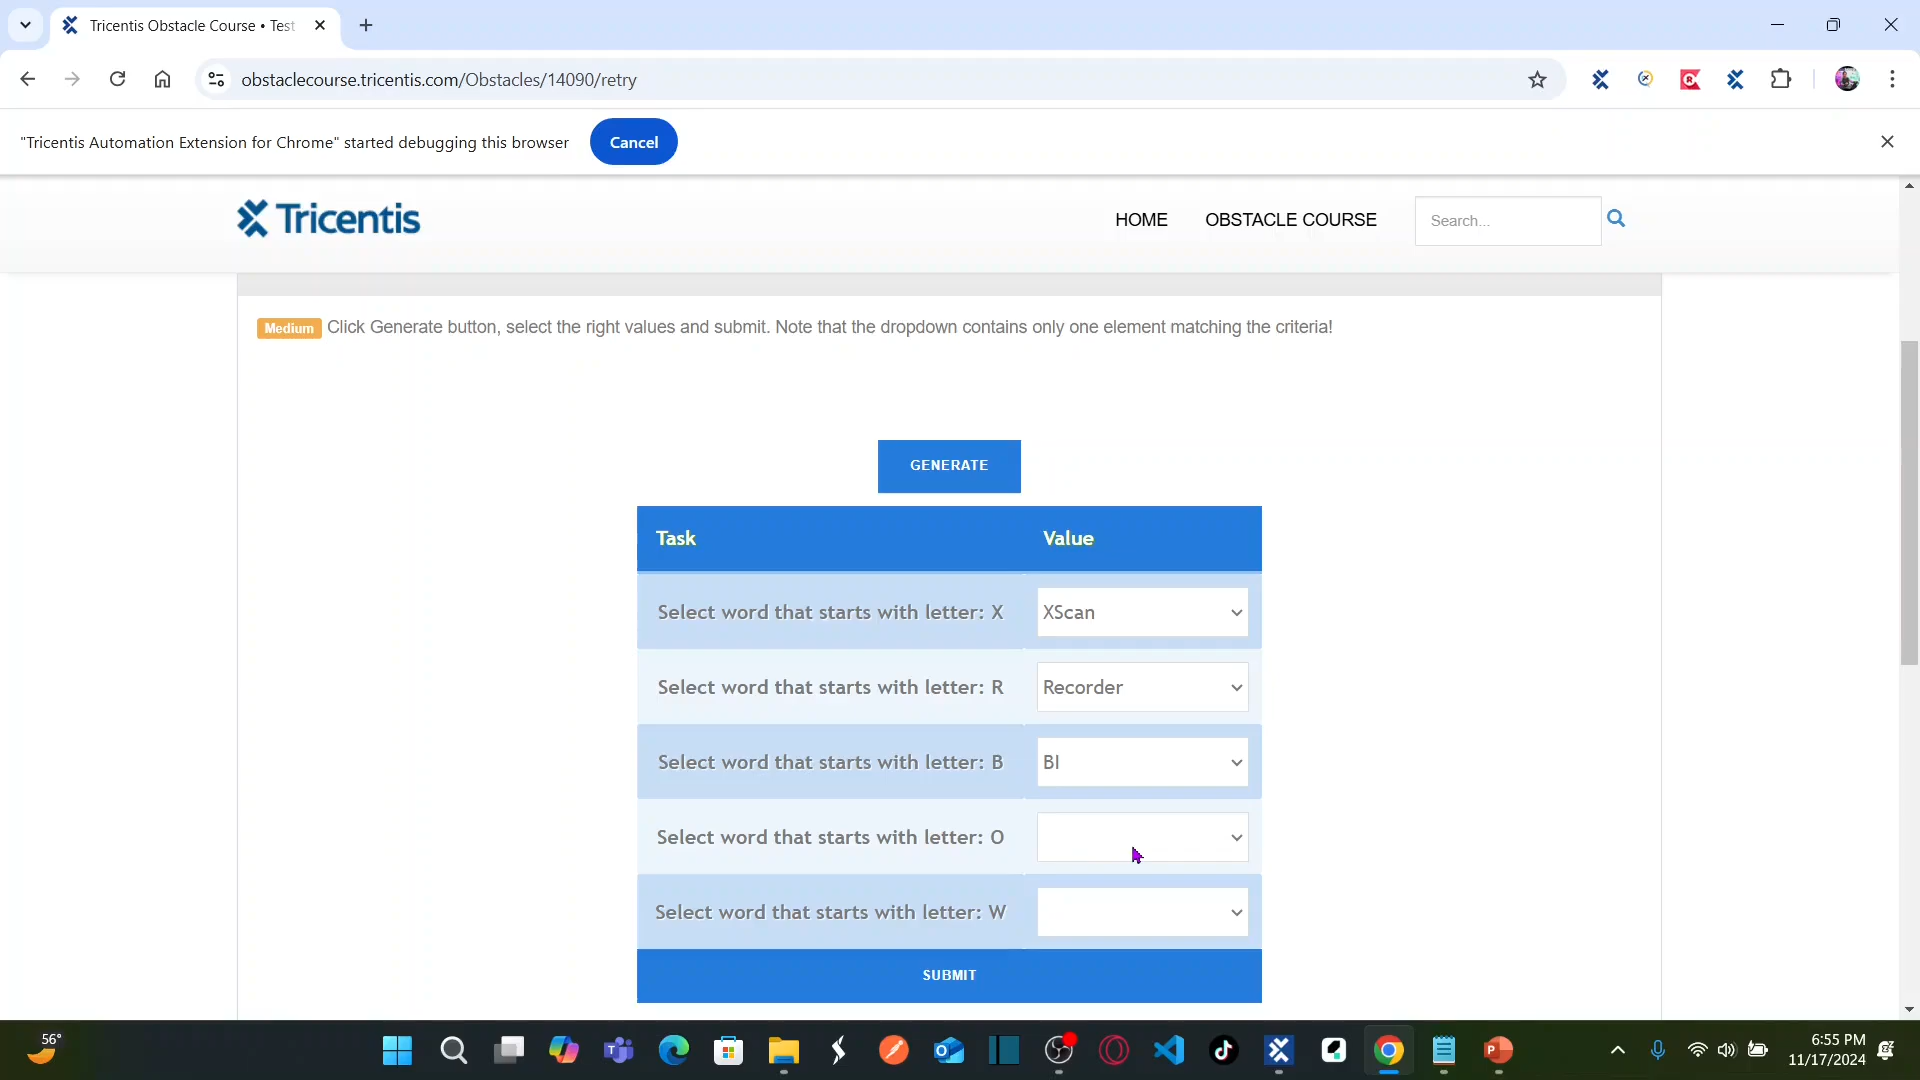 Tricentis Obstacle Course • Test
obstaclecourse.tricentis.com/Obstacles/14090/retry
"Tricentis Automation Extension for Chrome" started debugging this browser
Cancel
Tricentis
HOME
OBSTACLE COURSE
Search...
Medium Click Generate button, select the right values and submit. Note that the dropdown contains only one element matching the criteria!
GENERATE
Task Value
Select word that starts with letter: X XScan
Select word that starts with letter: R Recorder
Select word that starts with letter: B BI
Select word that starts with letter: O
Select word that starts with letter: W
SUBMIT
56°
6:55 PM
11/17/2024